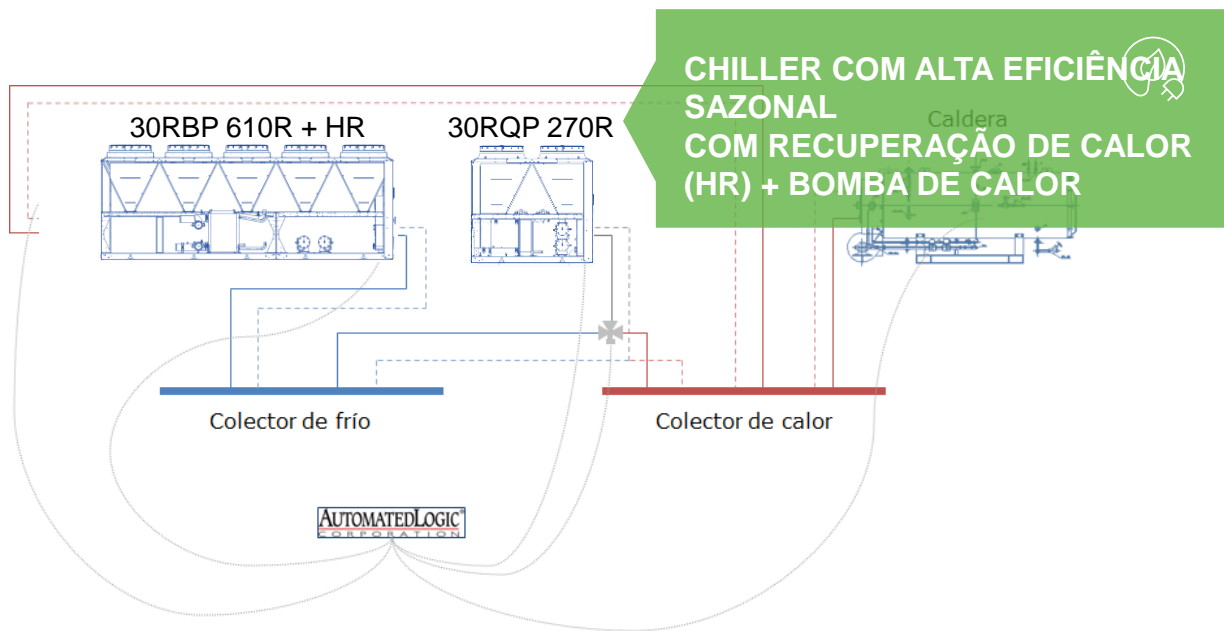 CHILLER COM ALTA EFICIÊNCIA
SAZONAL
COM RECUPERAÇÃO DE CALOR
(HR) + BOMBA DE CALOR
30RBP 610R + HR
30RQP 270R
Caldera
Colector de frío
Colector de calor
AUTOMATEDLOGIC®
CORPORATION